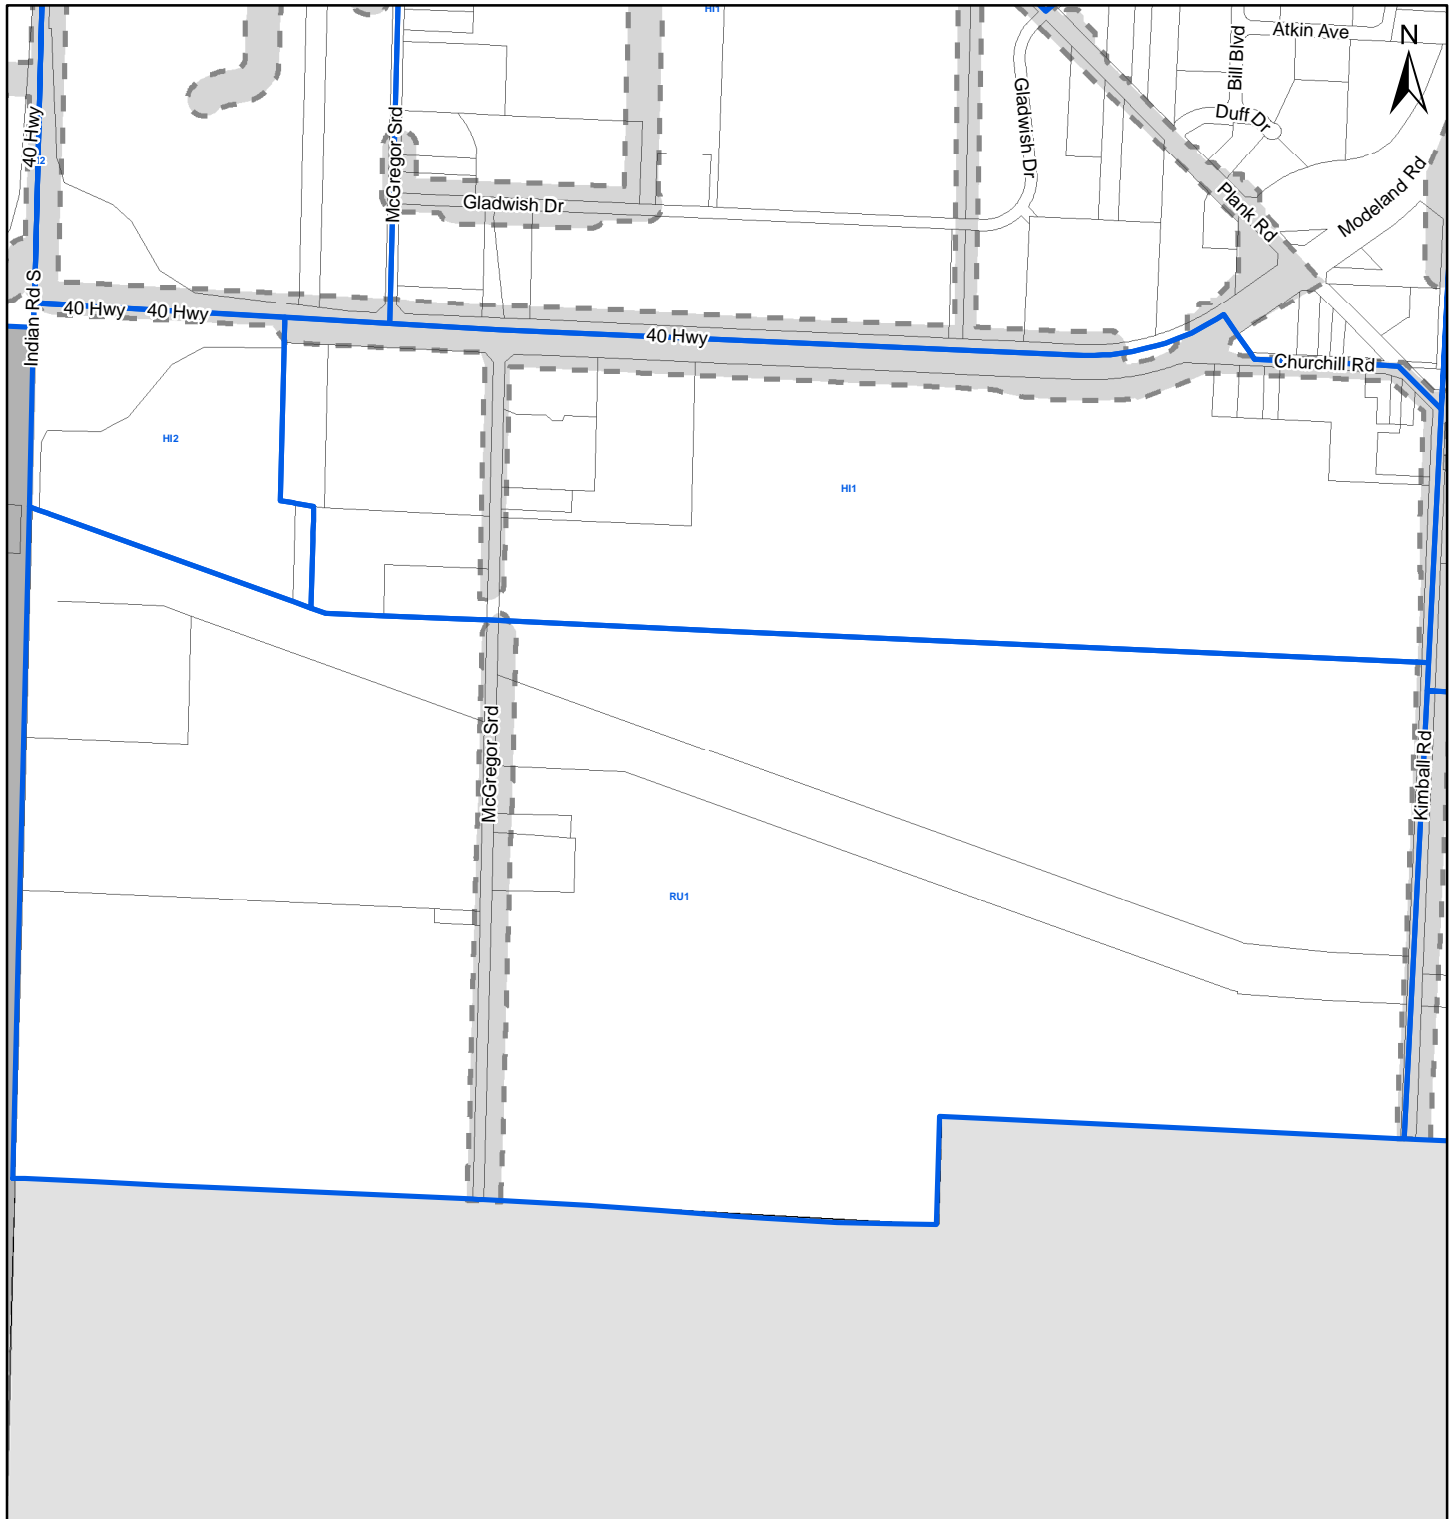 HI1
Atkin Ave
N
Bill Blvd
Gladwish Dr
Duff Dr
40 Hwy
McGregor Srd
Modeland Rd
Gladwish Dr
Plank Rd
Indian Rd S
40 Hwy
40 Hwy
40 Hwy
Churchill Rd
HI2
HI1
McGregor Srd
Kimball Rd
RU1